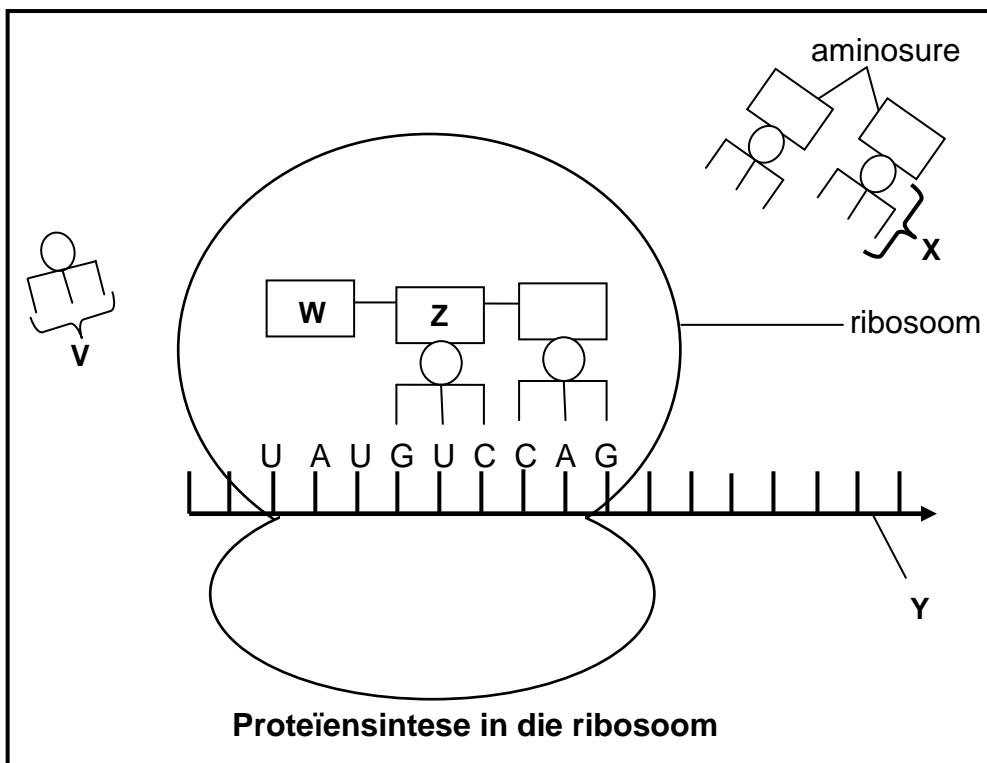 aminosure
X
V
W Z
ribosoom
U A U G U C C A G
Y
Proteïensintese in die ribosoom